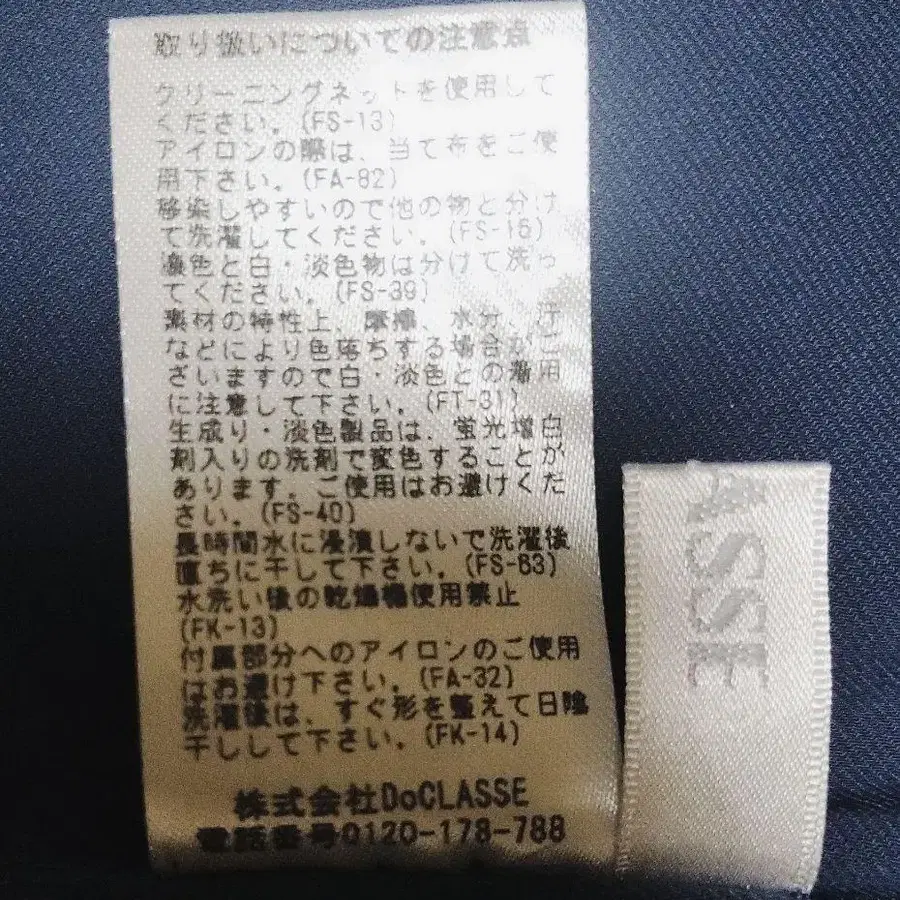 取り扱いについての注意点
クリーニングネットを使用して
ください。(FS-13)
アイロンの際は、当て布をご使
用下さい。(FA-82)
移染しやすいので他の物と分け
て洗濯してください。(FS-15)
濃色と白・淡色物は分けて洗っ
てください。(FS-39)
素材の特性上、摩擦、水分、汗
などにより色落ちする場合がご
ざいますので白・淡色との着用
に注意して下さい。(FT-31)
生成り・淡色製品は、蛍光増白
剤入りの洗剤で変色することが
あります。ご使用はお避けくだ
さい。(FS-40)
長時間水に浸漬しないで洗濯後
直ちに干して下さい。(FS-63)
水洗い後の乾燥機使用禁止
(FK-13)
付属部分へのアイロンのご使用
はお避け下さい。(FA-32)
洗濯後は、すぐ形を整えて日陰
干しして下さい。(FK-14)
株式会社DoCLASSE
電話番号0120-178-788
ASSE